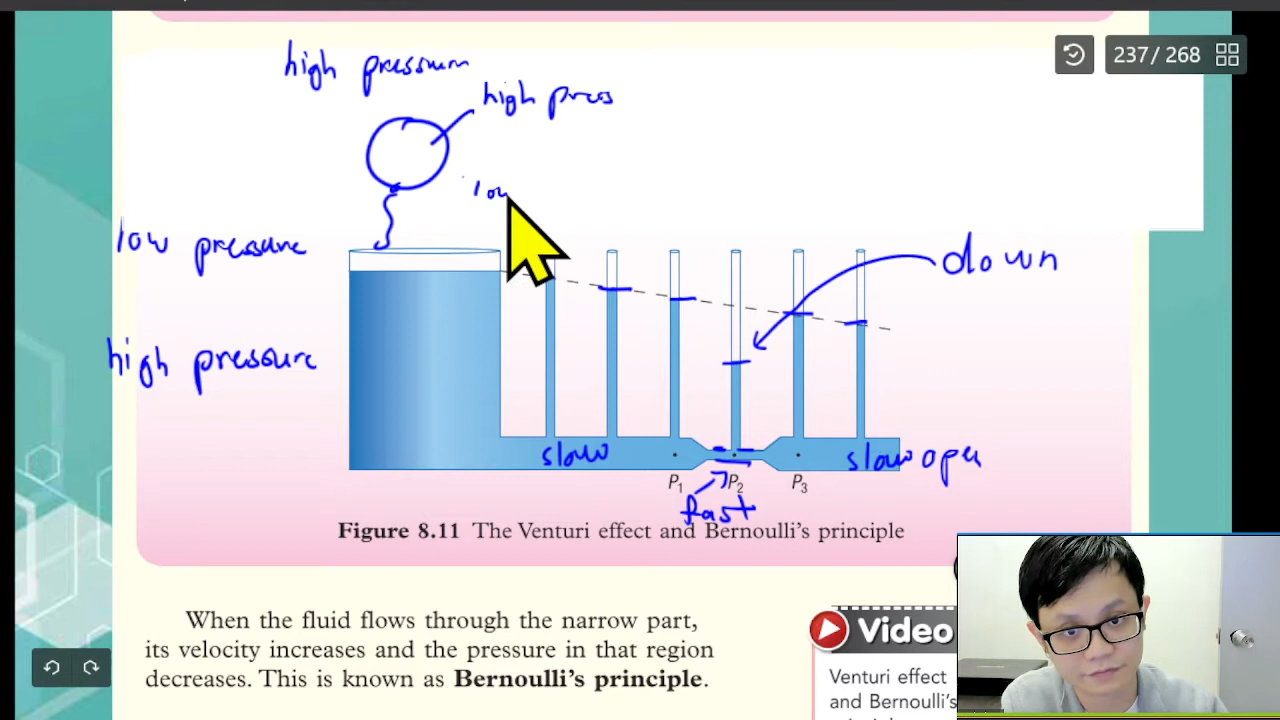 237/ 268
high pressum
high pres
low
low pressure
down
high pressure
slow
slow open
P1
P2
P3
fast
Figure 8.11 The Venturi effect and Bernoulli's principle
When the fluid flows through the narrow part,
its velocity increases and the pressure in that region
decreases. This is known as Bernoulli's principle.
Video
Venturi effect
and Bernoulli's